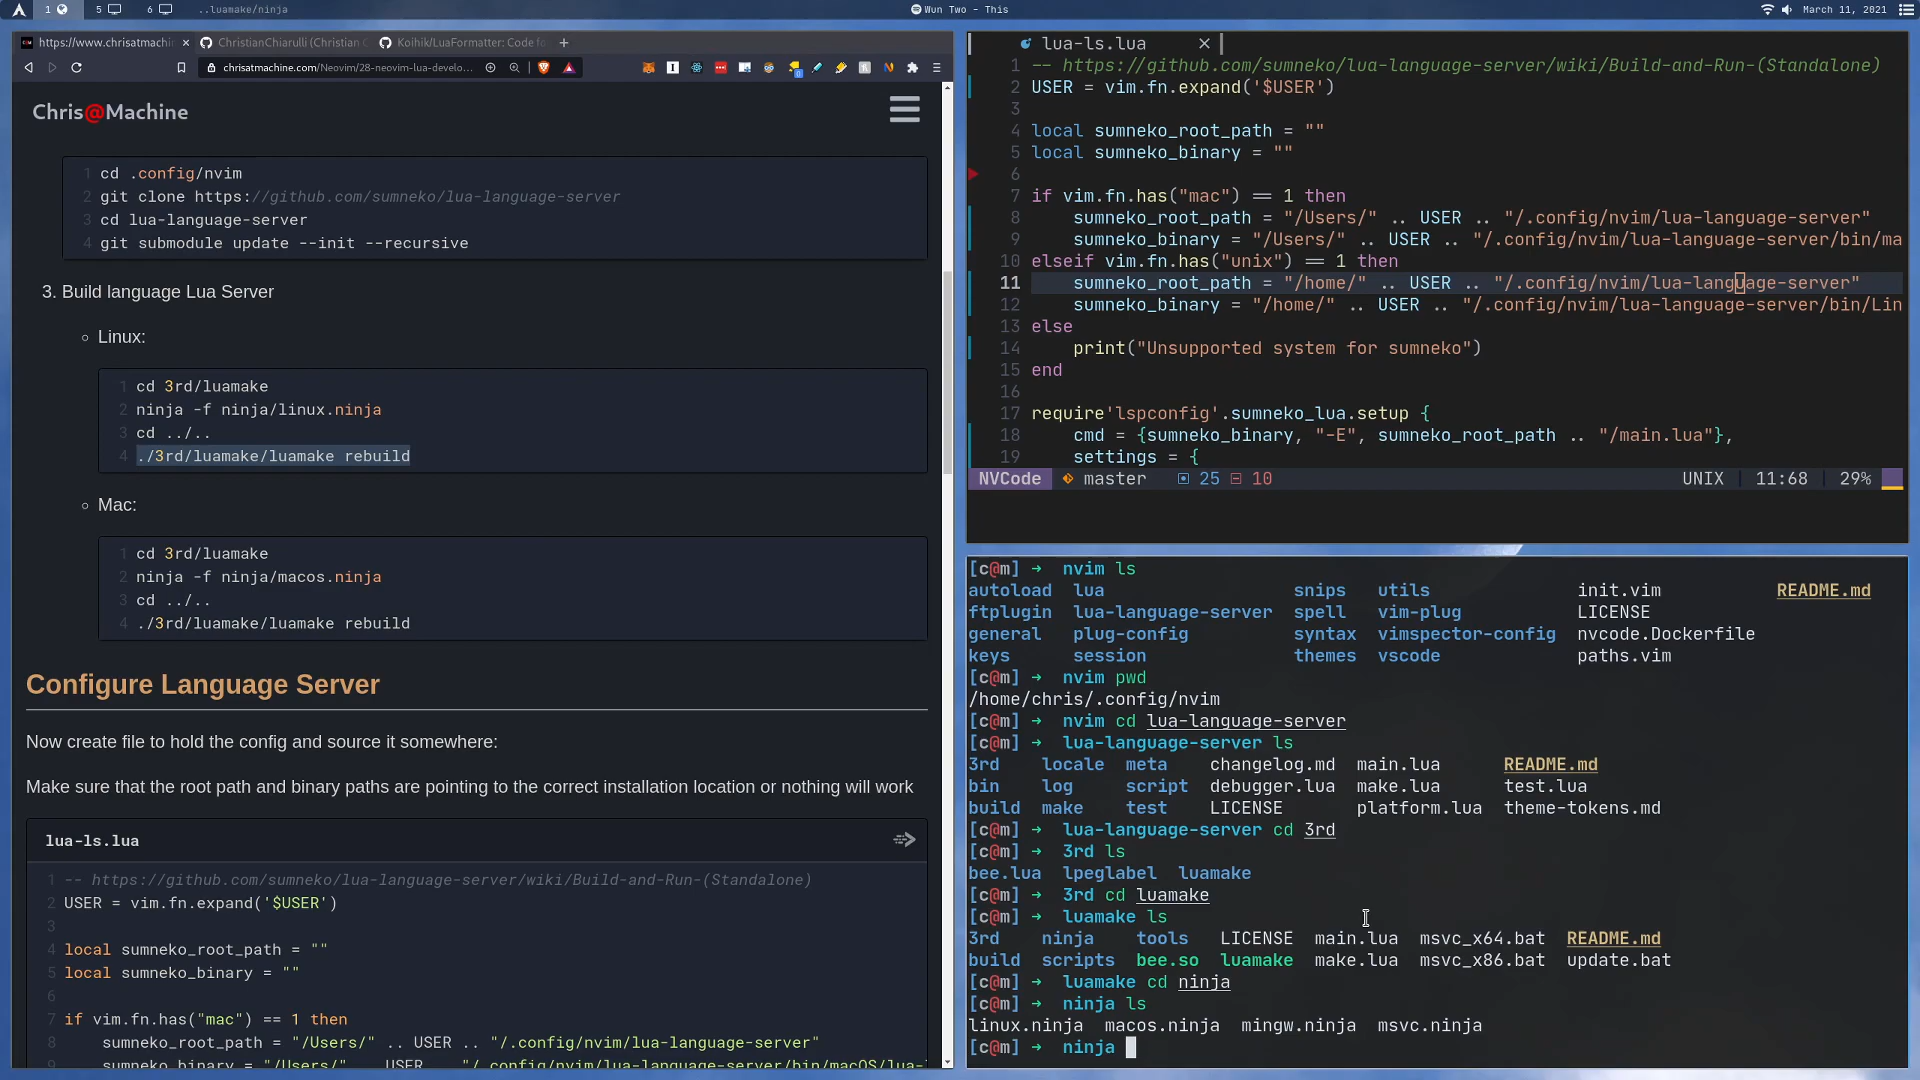 1 5 6 ..luamake/ninja Wun Two - This March 11, 2021
https://www.chrisatmachi × ChristianChiarulli (Christian C Koihik/LuaFormatter: Code fo +
chrisatmachine.com/Neovim/28-neovim-lua-develo...
Chris@Machine
1 cd .config/nvim
2 git clone https://github.com/sumneko/lua-language-server
3 cd lua-language-server
4 git submodule update --init --recursive
3. Build language Lua Server
Linux:
1 cd 3rd/luamake
2 ninja -f ninja/linux.ninja
3 cd ../..
4 ./3rd/luamake/luamake rebuild
Mac:
1 cd 3rd/luamake
2 ninja -f ninja/macos.ninja
3 cd ../..
4 ./3rd/luamake/luamake rebuild
Configure Language Server
Now create file to hold the config and source it somewhere:
Make sure that the root path and binary paths are pointing to the correct installation location or nothing will work
lua-ls.lua
1 -- https://github.com/sumneko/lua-language-server/wiki/Build-and-Run-(Standalone)
2 USER = vim.fn.expand('$USER')
3
4 local sumneko_root_path = ""
5 local sumneko_binary = ""
6
7 if vim.fn.has("mac") == 1 then
8 sumneko_root_path = "/Users/" .. USER .. "/.config/nvim/lua-language-server"
sumneko_binary = "/Users/" .. USER .. "/.config/nvim/lua-language-server/bin/macOS/lua-
lua-ls.lua ×
1 -- https://github.com/sumneko/lua-language-server/wiki/Build-and-Run-(Standalone)
2 USER = vim.fn.expand('$USER')
3
4 local sumneko_root_path = ""
5 local sumneko_binary = ""
6
7 if vim.fn.has("mac") == 1 then
8 sumneko_root_path = "/Users/" .. USER .. "/.config/nvim/lua-language-server"
9 sumneko_binary = "/Users/" .. USER .. "/.config/nvim/lua-language-server/bin/ma
10 elseif vim.fn.has("unix") == 1 then
11 sumneko_root_path = "/home/" .. USER .. "/.config/nvim/lua-language-server"
12 sumneko_binary = "/home/" .. USER .. "/.config/nvim/lua-language-server/bin/Lin
13 else
14 print("Unsupported system for sumneko")
15 end
16
17 require'lspconfig'.sumneko_lua.setup {
18 cmd = {sumneko_binary, "-E", sumneko_root_path .. "/main.lua"},
19 settings = {
NVCode master 25 10 UNIX 11:68 29%
[c@m] → nvim ls
autoload lua snips utils init.vim README.md
ftplugin lua-language-server spell vim-plug LICENSE
general plug-config syntax vimspector-config nvcode.Dockerfile
keys session themes vscode paths.vim
[c@m] → nvim pwd
/home/chris/.config/nvim
[c@m] → nvim cd lua-language-server
[c@m] → lua-language-server ls
3rd locale meta changelog.md main.lua README.md
bin log script debugger.lua make.lua test.lua
build make test LICENSE platform.lua theme-tokens.md
[c@m] → lua-language-server cd 3rd
[c@m] → 3rd ls
bee.lua lpeglabel luamake
[c@m] → 3rd cd luamake
[c@m] → luamake ls
3rd ninja tools LICENSE main.lua msvc_x64.bat README.md
build scripts bee.so luamake make.lua msvc_x86.bat update.bat
[c@m] → luamake cd ninja
[c@m] → ninja ls
linux.ninja macos.ninja mingw.ninja msvc.ninja
[c@m] → ninja